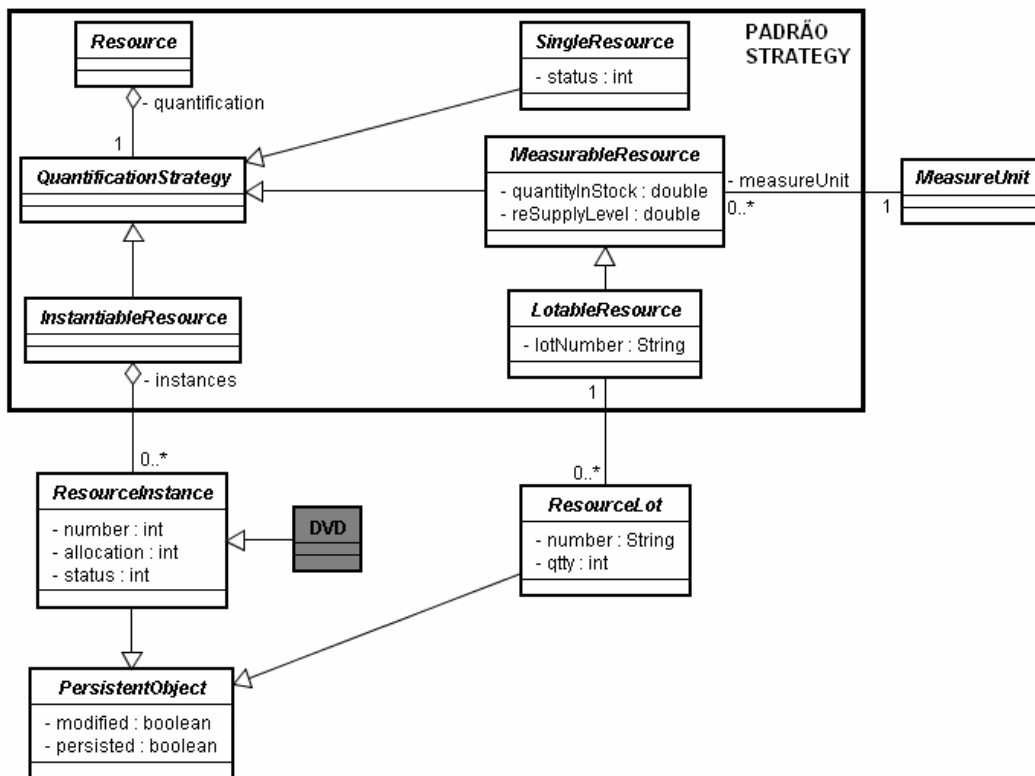 Resource
- quantification
1
SingleResource
- status : int
PADRÃO
STRATEGY
QuantificationStrategy
MeasurableResource
- quantityInStock : double
- reSupplyLevel : double
- measureUnit
0..*
1
MeasureUnit
InstantiableResource
- instances
LotableResource
- lotNumber : String
1
0..*
0..*
ResourceInstance
- number : int
- allocation : int
- status : int
DVD
ResourceLot
- number : String
- qtty : int
PersistentObject
- modified : boolean
- persisted : boolean